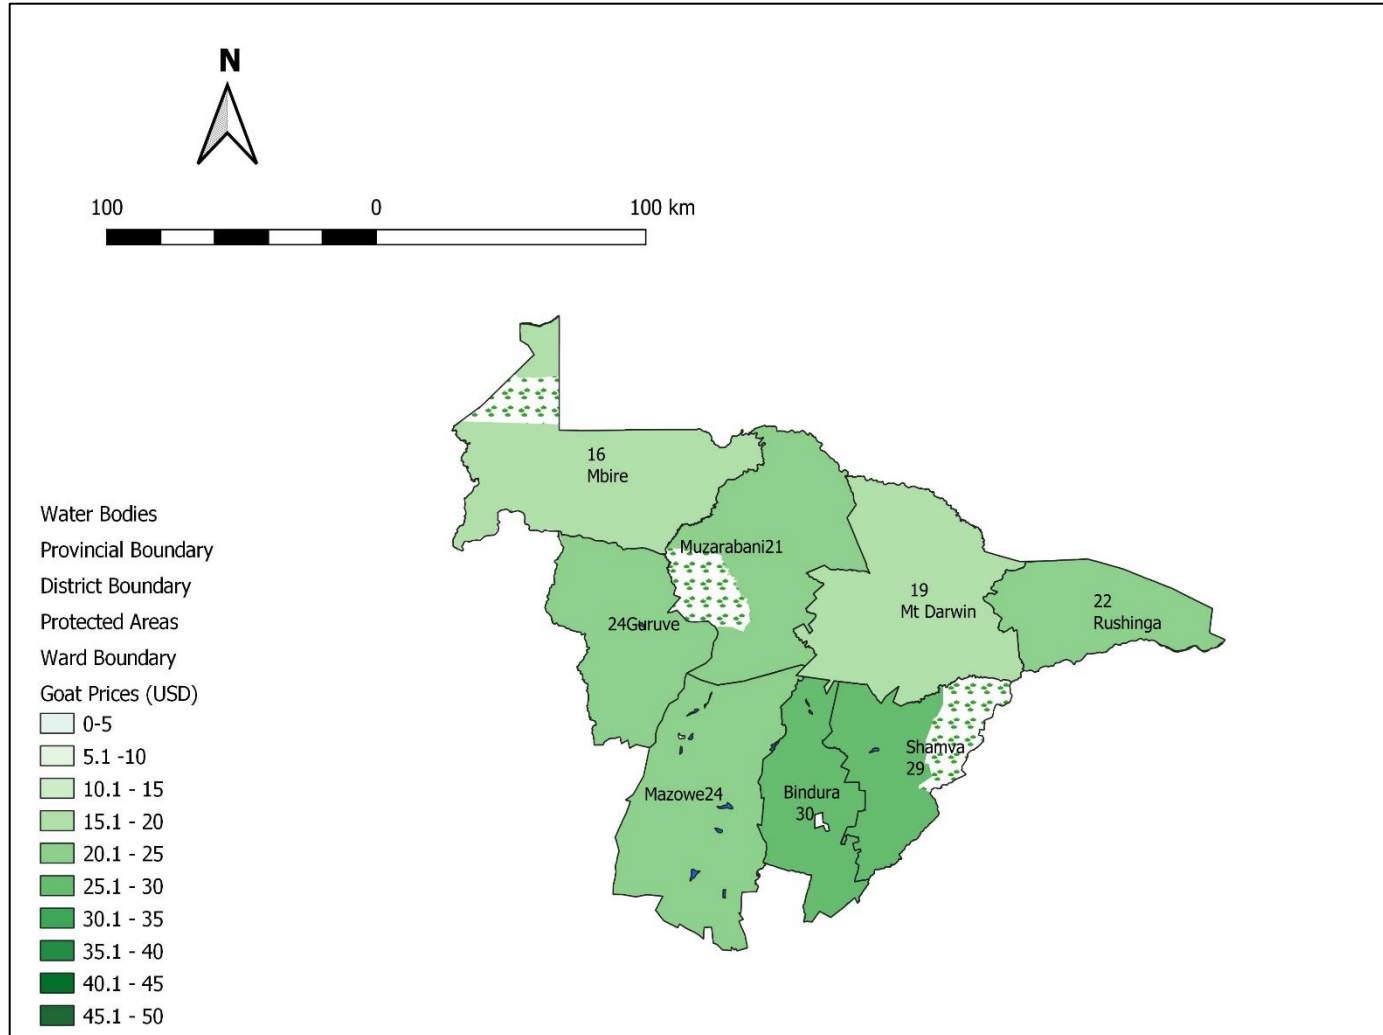 N
100 0 100 km
16
Mbire
Muzarabani21
19
Mt Darwin
22
Rushinga
24Guruve
Shamva
29
Mazowe24
Bindura
30
Water Bodies
Provincial Boundary
District Boundary
Protected Areas
Ward Boundary
Goat Prices (USD)
0-5
5.1 -10
10.1 - 15
15.1 - 20
20.1 - 25
25.1 - 30
30.1 - 35
35.1 - 40
40.1 - 45
45.1 - 50